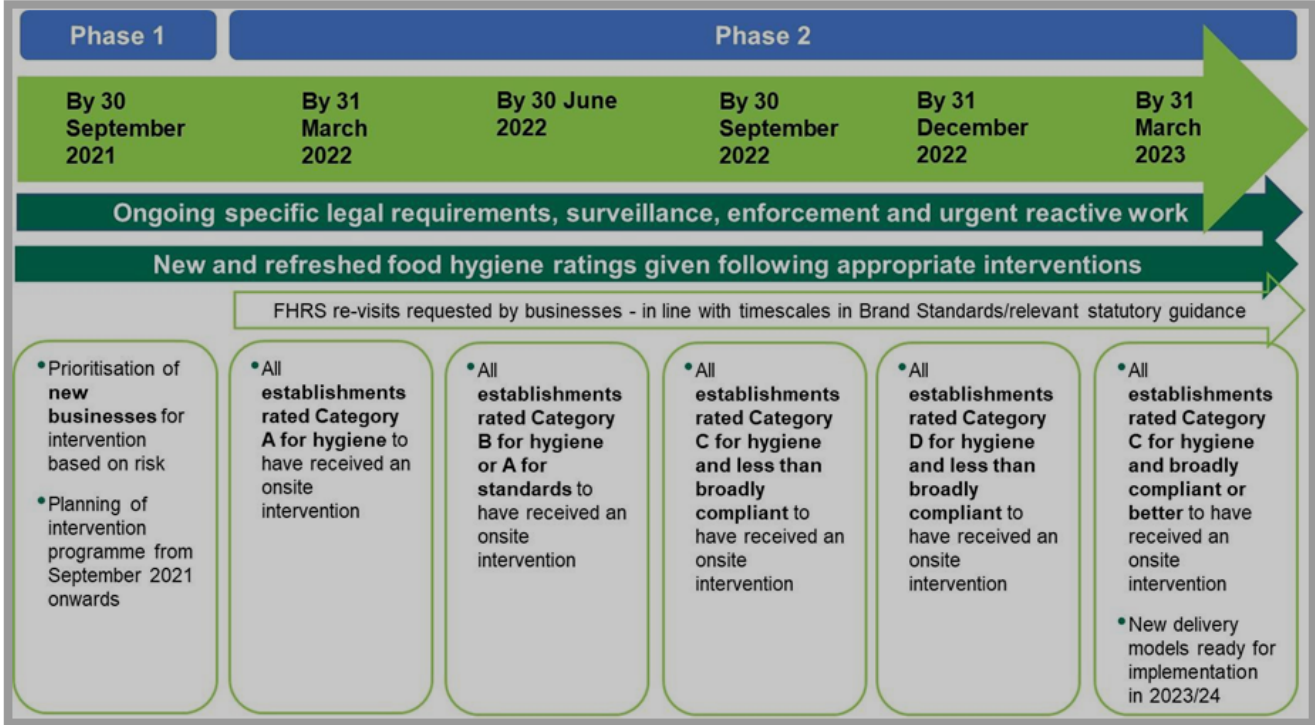 Phase 1
Phase 2
By 30
September
2021
By 31
March
2022
By 30 June
2022
By 30
September
2022
By 31
December
2022
By 31
March
2023
Ongoing specific legal requirements, surveillance, enforcement and urgent reactive work
New and refreshed food hygiene ratings given following appropriate interventions
FHRS re-visits requested by businesses - in line with timescales in Brand Standards/relevant statutory guidance
•Prioritisation of
new
businesses for
intervention
based on risk
•Planning of
intervention
programme from
September 2021
onwards
•All
establishments
rated Category
A for hygiene to
have received an
onsite
intervention
•All
establishments
rated Category
B for hygiene
or A for
standards to
have received an
onsite
intervention
•All
establishments
rated Category
C for hygiene
and less than
broadly
compliant to
have received an
onsite
intervention
•All
establishments
rated Category
D for hygiene
and less than
broadly
compliant to
have received an
onsite
intervention
•All
establishments
rated Category
C for hygiene
and broadly
compliant or
better to have
received an
onsite
intervention
•New delivery
models ready for
implementation
in 2023/24